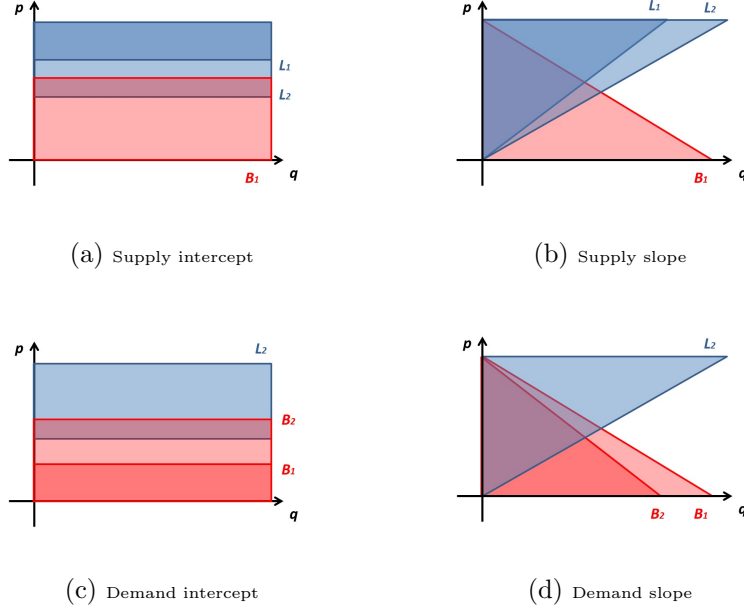 p
L1
L2
B1
q
(a) Supply intercept
L1
L2
B1
q
(b) Supply slope
p
L2
B2
B1
q
(c) Demand intercept
p
L2
B2
B1
q
(d) Demand slope